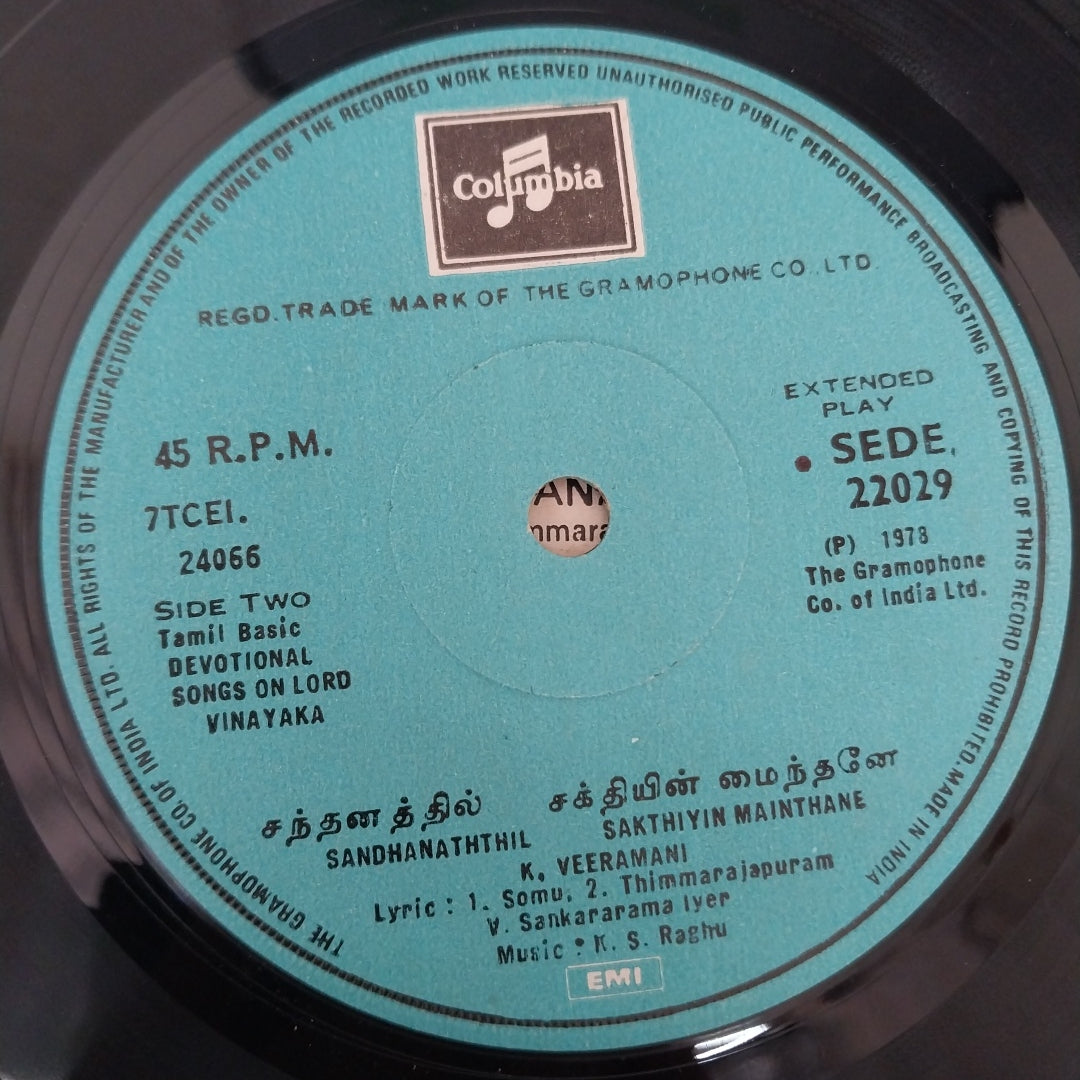 THE GRAMOPHONE CO. OF INDIA LTD. ALL RIGHTS OF THE MANUFACTURER AND OF THE OWNER OF THE RECORDED WORK RESERVED UNAUTHORISED PUBLIC PERFORMANCE BROADCASTING AND COPYING OF THIS RECORD PROHIBITED. MADE IN INDIA
Columbia
REGD. TRADE MARK OF THE GRAMOPHONE CO., LTD.
45 R.P.M.
7TCEI.
24066
SIDE TWO
Tamil Basic
DEVOTIONAL
SONGS ON LORD
VINAYAKA
EXTENDED
PLAY
SEDE.
22029
(P) 1978
The Gramophone
Co. of India Ltd.
சந்தனத்தில் சக்தியின் மைந்தனே
SANDHANATHTHIL SAKTHIYIN MAINTHANE
K. VEERAMANI
Lyric : 1. Somu, 2. Thimmarajapuram
V. Sankararama Iyer
Music : K. S. Raghu
EMI